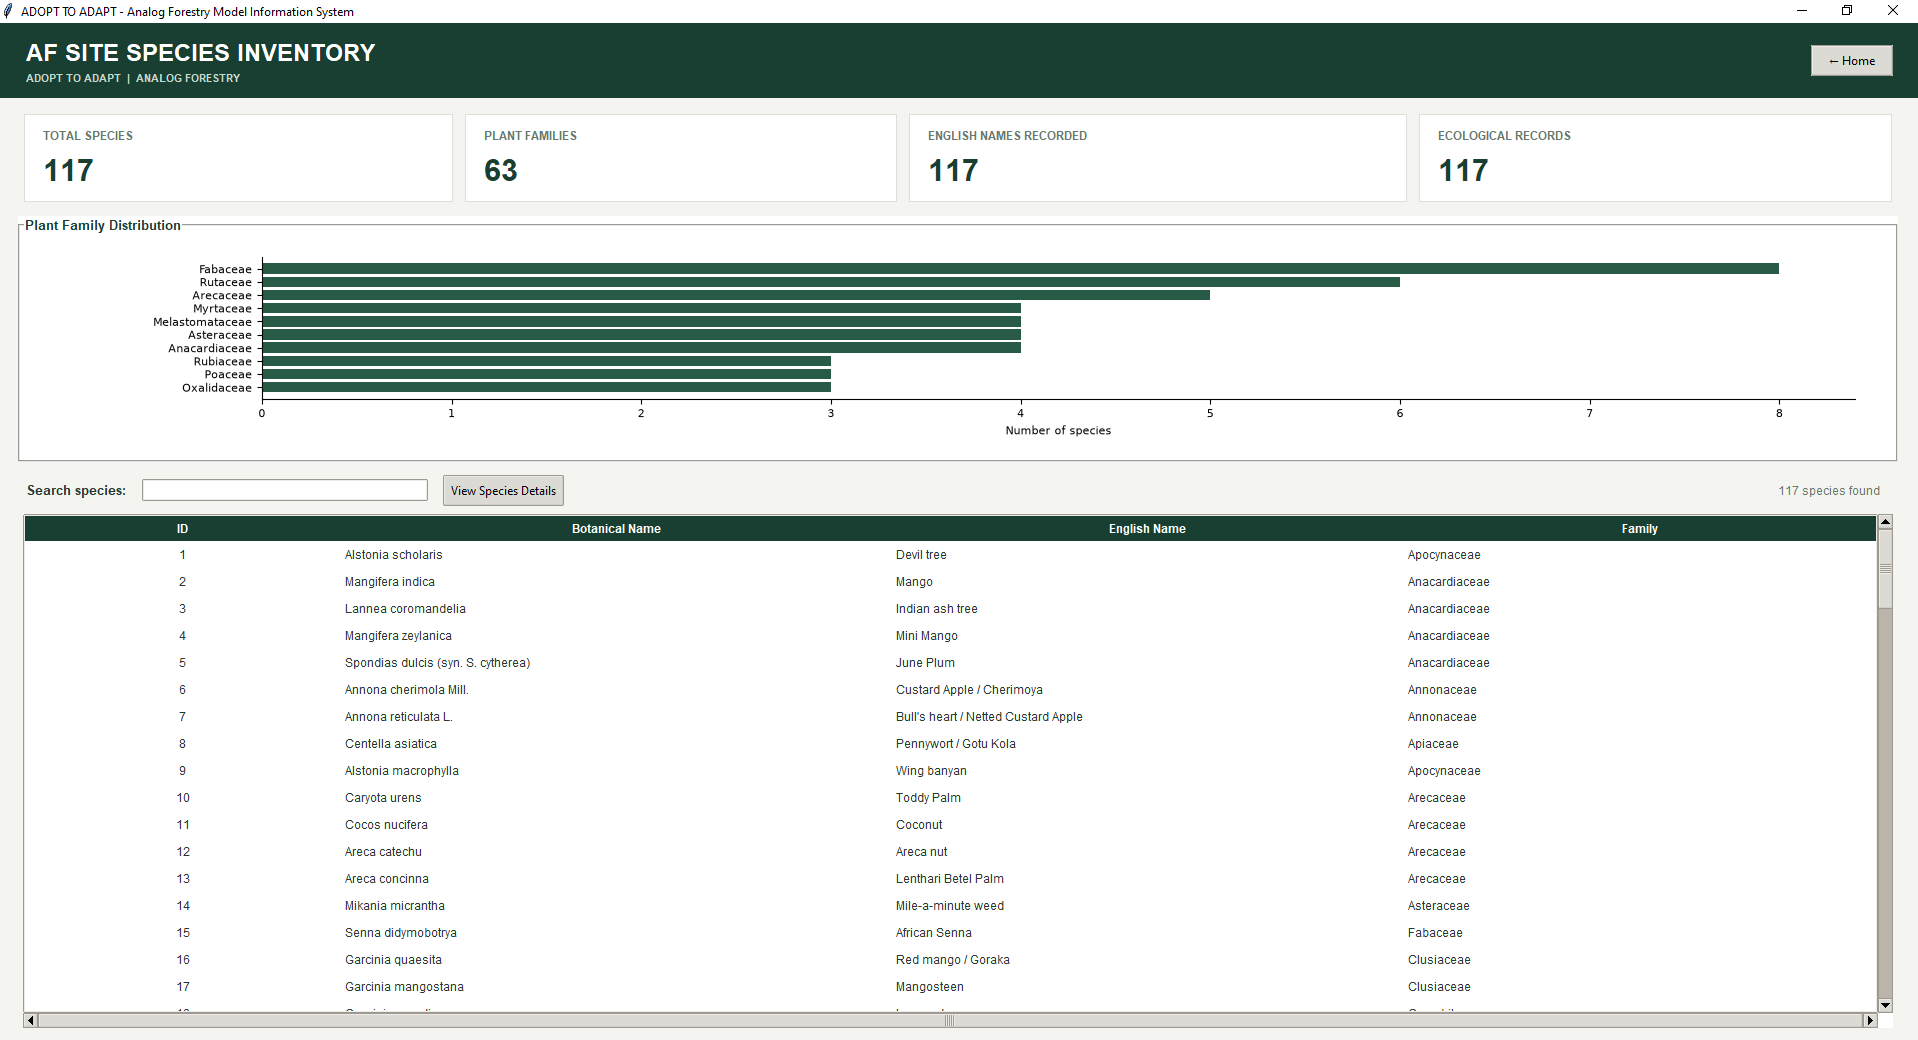 ADOPT TO ADAPT - Analog Forestry Model Information System
AF SITE SPECIES INVENTORY
ADOPT TO ADAPT | ANALOG FORESTRY
← Home
TOTAL SPECIES
117
PLANT FAMILIES
63
ENGLISH NAMES RECORDED
117
ECOLOGICAL RECORDS
117
Plant Family Distribution
Fabaceae
Rutaceae
Arecaceae
Myrtaceae
Melastomataceae
Asteraceae
Anacardiaceae
Rubiaceae
Poaceae
Oxalidaceae
0 1 2 3 4 5 6 7 8
Number of species
Search species: View Species Details 117 species found
ID Botanical Name English Name Family
1 Alstonia scholaris Devil tree Apocynaceae
2 Mangifera indica Mango Anacardiaceae
3 Lannea coromandelia Indian ash tree Anacardiaceae
4 Mangifera zeylanica Mini Mango Anacardiaceae
5 Spondias dulcis (syn. S. cytherea) June Plum Anacardiaceae
6 Annona cherimola Mill. Custard Apple / Cherimoya Annonaceae
7 Annona reticulata L. Bull's heart / Netted Custard Apple Annonaceae
8 Centella asiatica Pennywort / Gotu Kola Apiaceae
9 Alstonia macrophylla Wing banyan Apocynaceae
10 Caryota urens Toddy Palm Arecaceae
11 Cocos nucifera Coconut Arecaceae
12 Areca catechu Areca nut Arecaceae
13 Areca concinna Lenthari Betel Palm Arecaceae
14 Mikania micrantha Mile-a-minute weed Asteraceae
15 Senna didymobotrya African Senna Fabaceae
16 Garcinia quaesita Red mango / Goraka Clusiaceae
17 Garcinia mangostana Mangosteen Clusiaceae